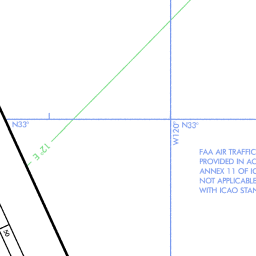 N33°
N33°
W120°
12° E
FAA AIR TRAFFIC
PROVIDED IN AC
ANNEX 11 OF IC
NOT APPLICABLE
WITH ICAO STAN